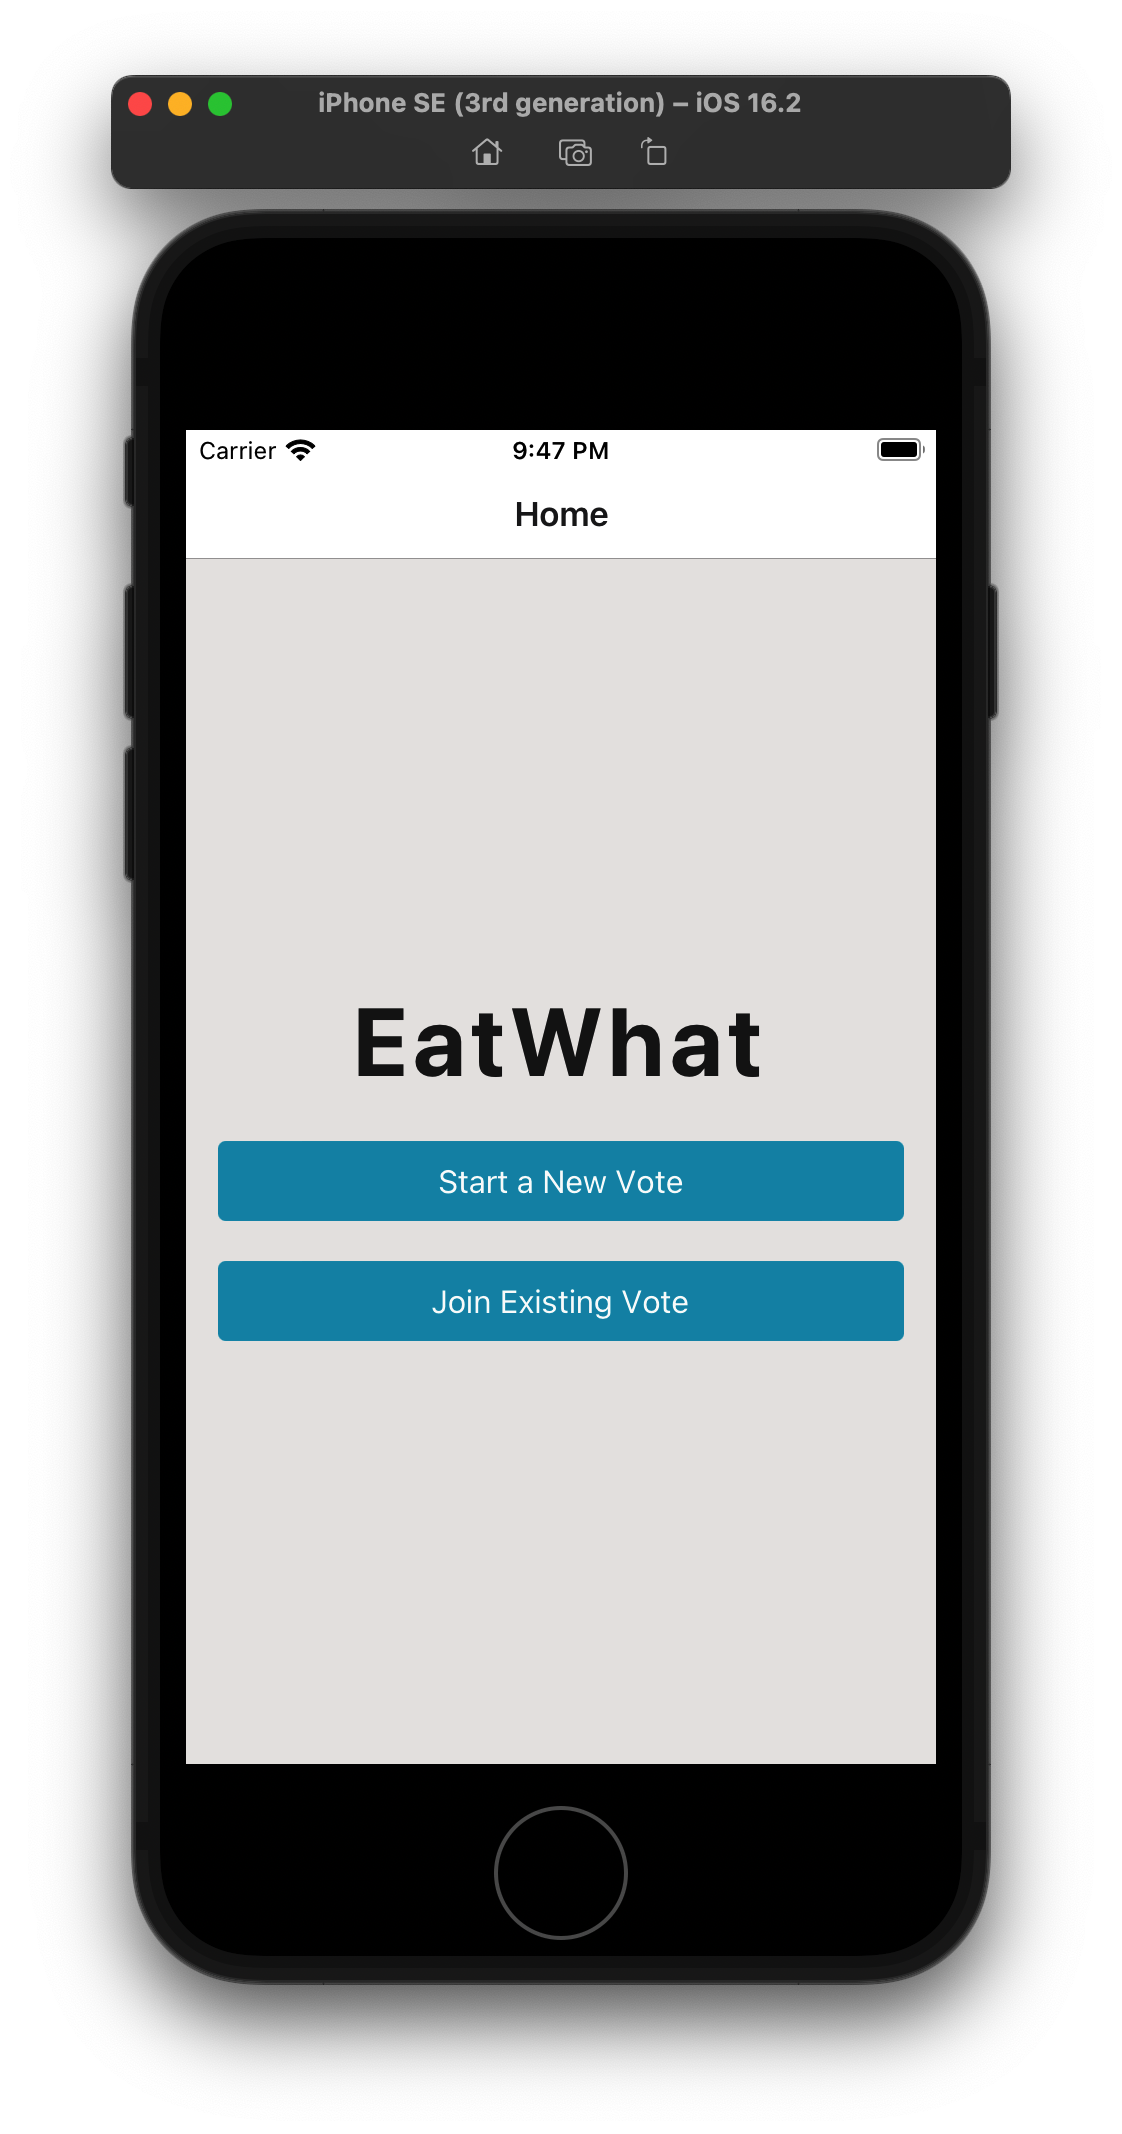 iPhone SE (3rd generation) – iOS 16.2
Carrier 9:47 PM
Home
EatWhat
Start a New Vote
Join Existing Vote